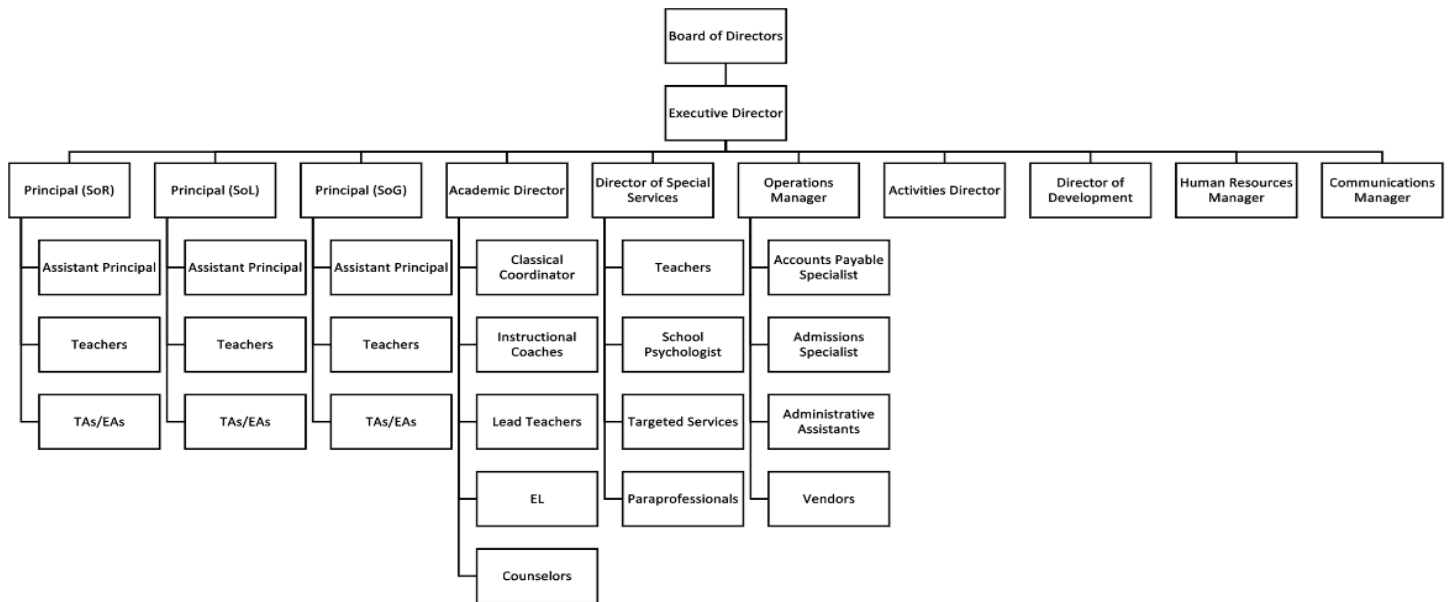 Board of Directors
Executive Director
Principal (SoR)
Principal (SoL)
Principal (SoG)
Academic Director
Director of Special
Services
Operations
Manager
Activities Director
Director of
Development
Human Resources
Manager
Communications
Manager
Assistant Principal
Teachers
TAs/EAs
Assistant Principal
Teachers
TAs/EAs
Assistant Principal
Teachers
TAs/EAs
Classical
Coordinator
Instructional
Coaches
Lead Teachers
EL
Counselors
Teachers
School
Psychologist
Targeted Services
Paraprofessionals
Accounts Payable
Specialist
Admissions
Specialist
Administrative
Assistants
Vendors